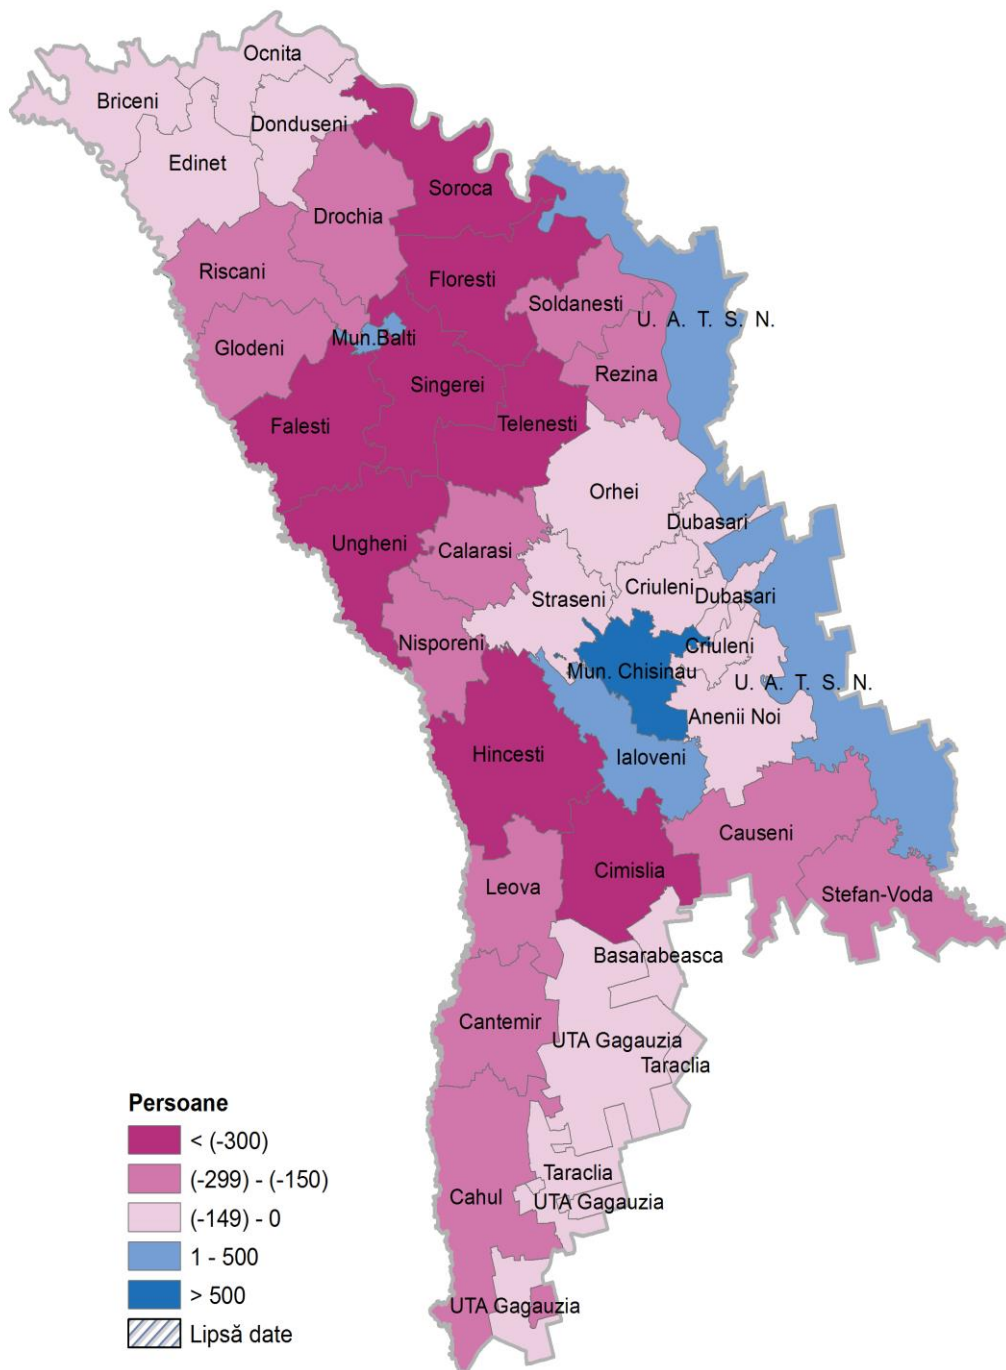 Ocnita
Briceni
Donduseni
Edinet
Soroca
Drochia
Riscani
Floresti
Soldanesti
U. A. T. S. N.
Mun.Balti
Glodeni
Rezina
Singerei
Falesti
Telenesti
Orhei
Dubasari
Ungheni
Calarasi
Criuleni
Dubasari
Straseni
Nisporeni
Criuleni
Mun. Chisinau
U. A. T. S. N.
Anenii Noi
Hincesti
Ialoveni
Causeni
Cimislia
Leova
Stefan-Voda
Basarabeasca
Cantemir
UTA Gagauzia
Taraclia
Taraclia
Cahul
UTA Gagauzia
UTA Gagauzia
Persoane
< (-300)
(-299) - (-150)
(-149) - 0
1 - 500
> 500
Lipsă date